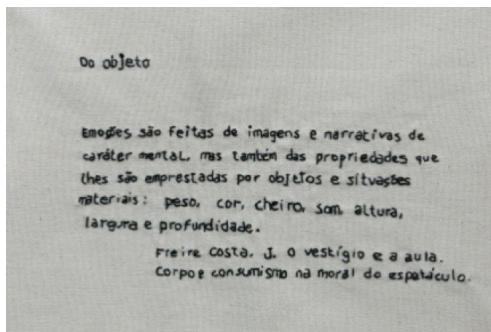 Do objeto
Emoções são feitas de imagens e narrativas de
caráter mental, mas também das propriedades que
lhes são emprestadas por objetos e situações
materiais: peso, cor, cheiro, som, altura,
largura e profundidade.
Freire Costa, J. O vestígio e a aula.
Corpo e consumismo na moral do espetáculo.